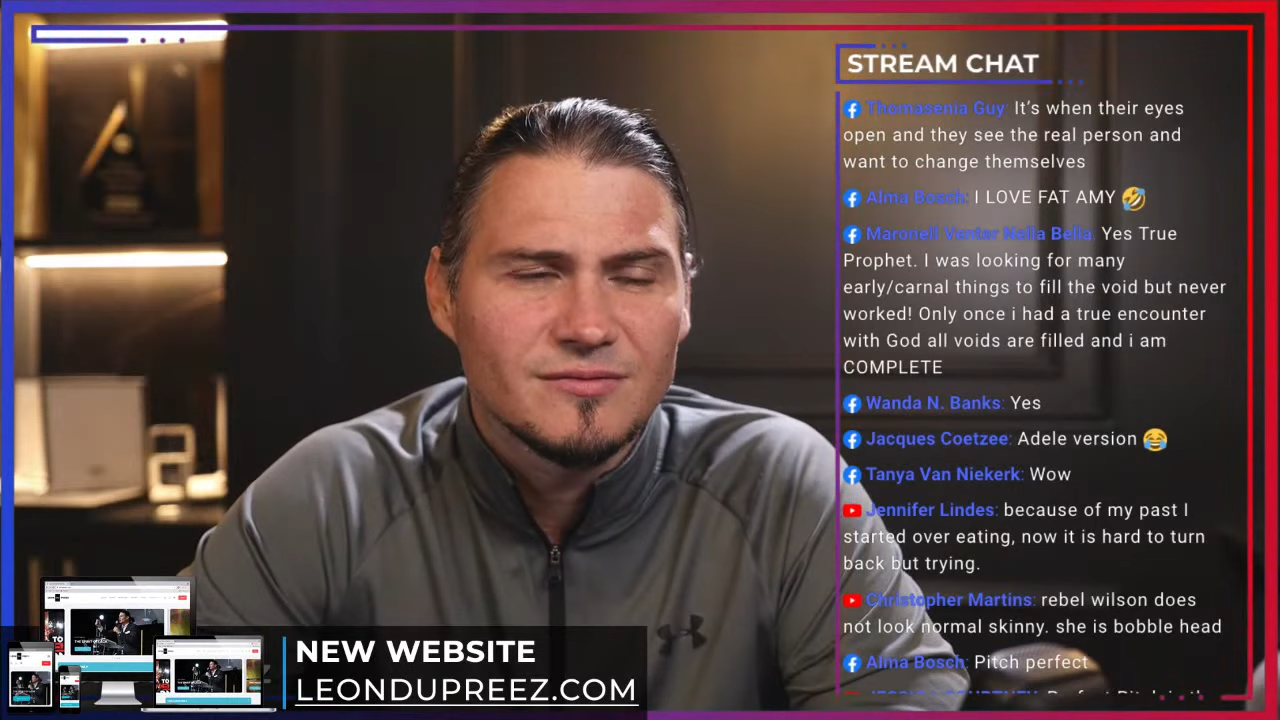 STREAM CHAT
Thomasenia Guy: It's when their eyes
open and they see the real person and
want to change themselves
Alma Bosch: I LOVE FAT AMY 🤣
Maronell Venter Nella Bella: Yes True
Prophet. I was looking for many
early/carnal things to fill the void but never
worked! Only once i had a true encounter
with God all voids are filled and i am
COMPLETE
Wanda N. Banks: Yes
Jacques Coetzee: Adele version 😂
Tanya Van Niekerk: Wow
Jennifer Lindes: because of my past I
started over eating, now it is hard to turn
back but trying.
Christopher Martins: rebel wilson does
not look normal skinny. she is bobble head
Alma Bosch: Pitch perfect
NEW WEBSITE
LEONDUPREEZ.COM